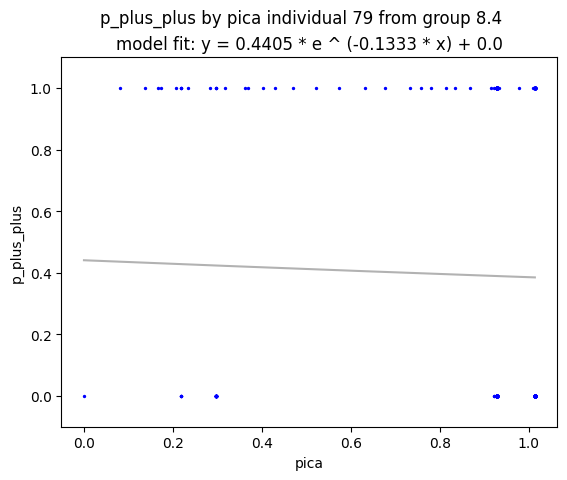 p_plus_plus by pica individual 79 from group 8.4
model fit: y = 0.4405 * e ^ (-0.1333 * x) + 0.0
1.0
0.8
0.6
0.4
0.2
0.0
p_plus_plus
0.0 0.2 0.4 0.6 0.8 1.0
pica